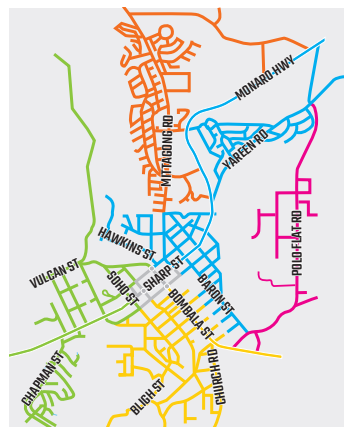 MONARO HWY
YAREEN RD
MITTAGONG RD
POLO FLAT RD
HAWKINS ST
VULCAN ST
SOHO ST
SHARP ST
BARON ST
BOMBALA ST
CHURCH RD
CHAPMAN ST
BLIGH ST